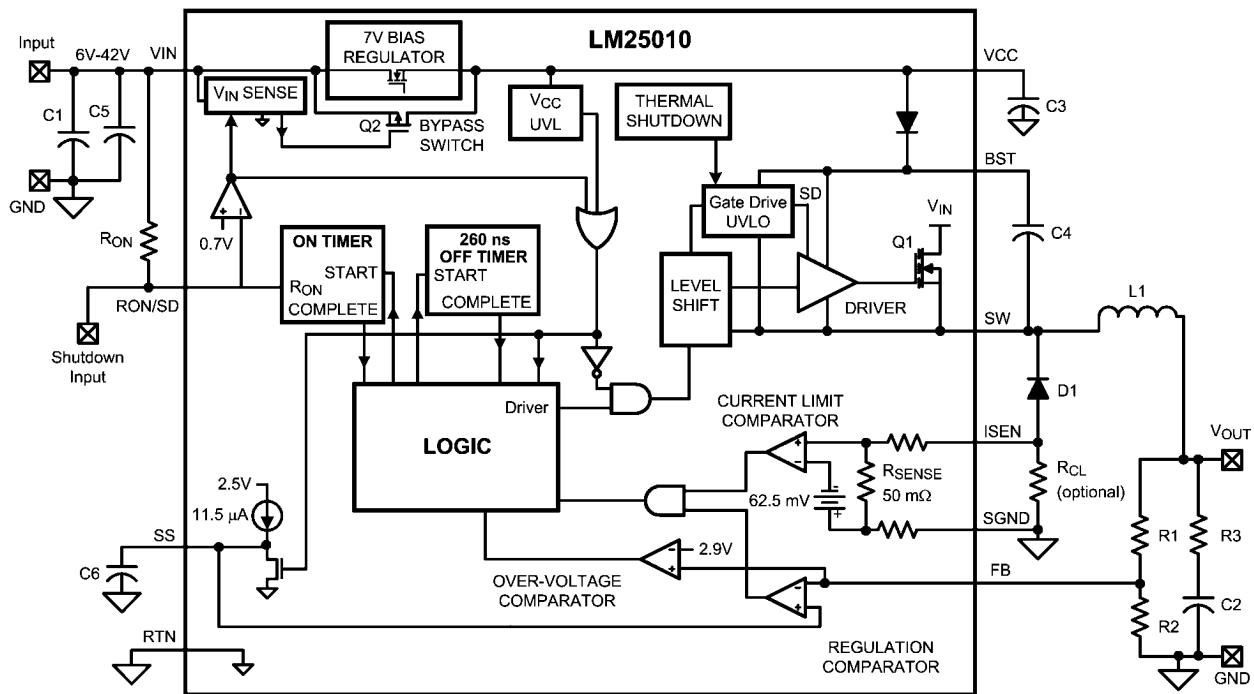 LM25010
Input
6V-42V
VIN
7V BIAS
REGULATOR
VCC
C1
C5
VIN SENSE
Q2
BYPASS
SWITCH
VCC
UVL
THERMAL
SHUTDOWN
C3
GND
BST
RON
0.7V
ON TIMER
START
RON
COMPLETE
260 ns
OFF TIMER
START
COMPLETE
Gate Drive
UVLO
SD
VIN
Q1
C4
LEVEL
SHIFT
DRIVER
L1
RON/SD
SW
Shutdown
Input
Driver
LOGIC
CURRENT LIMIT
COMPARATOR
D1
ISEN
VOUT
+
-
+
-
-
+
62.5 mV
RSENSE
50 mΩ
RCL
(optional)
2.5V
11.5 µA
SS
SGND
R1
R3
C6
OVER-VOLTAGE
COMPARATOR
2.9V
-
+
-
+
FB
C2
R2
RTN
REGULATION
COMPARATOR
GND